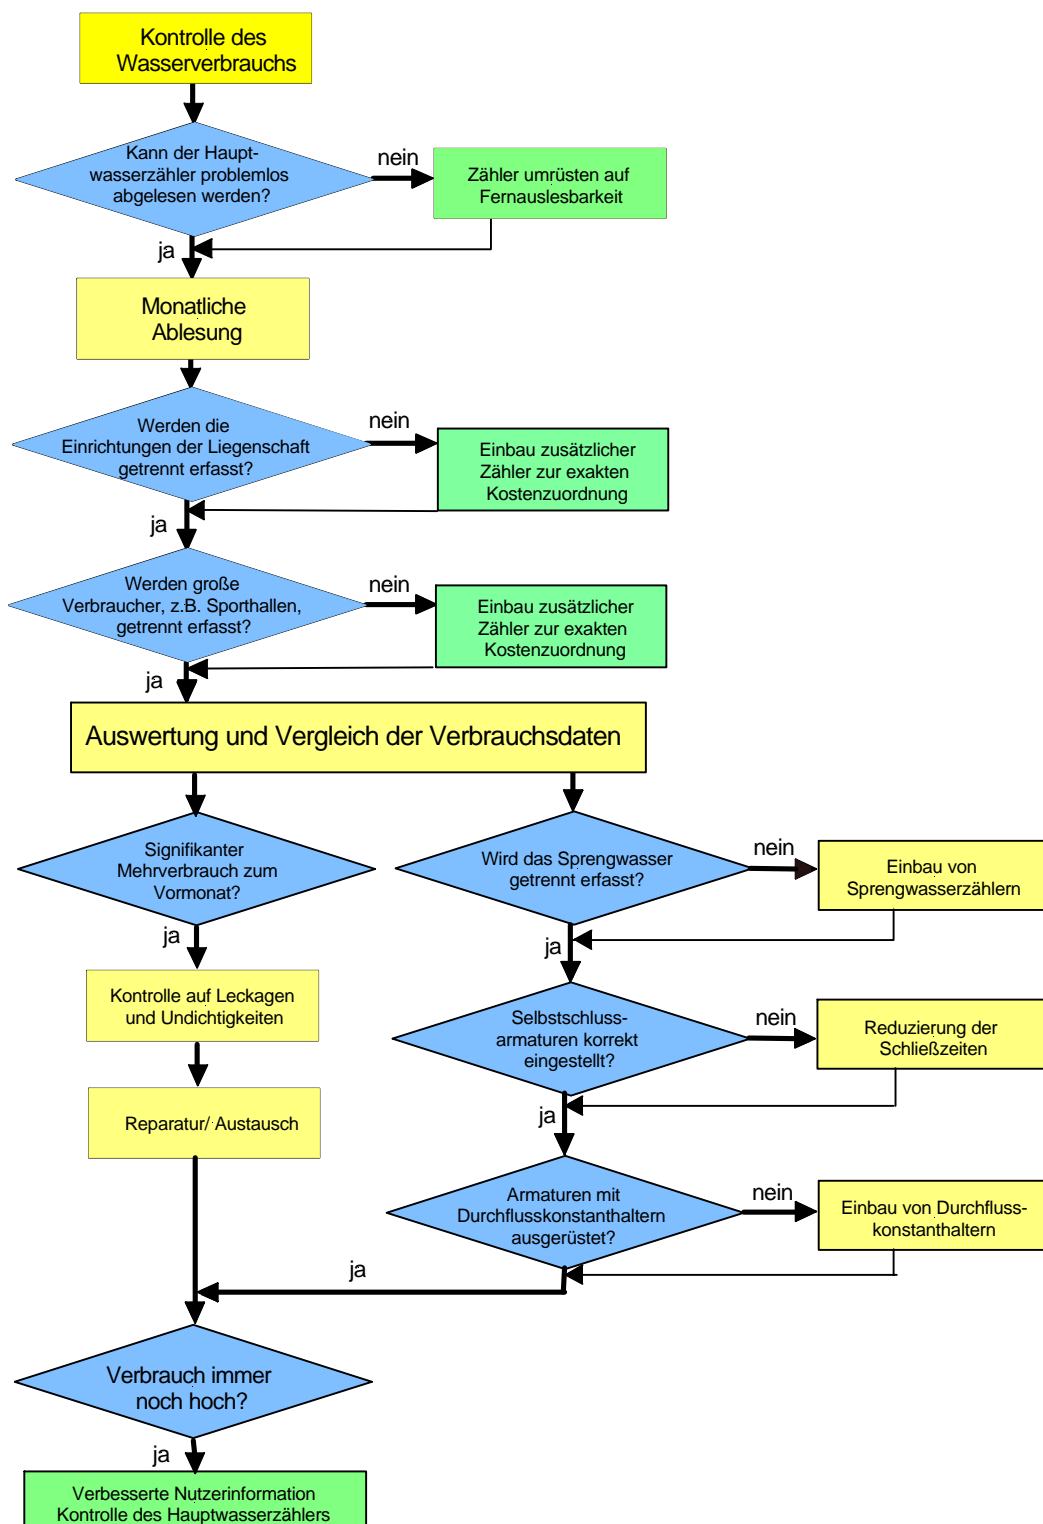 Kontrolle des
Wasserverbrauchs
Kann der Haupt-
wasserzähler problemlos
abgelesen werden?
nein
Zähler umrüsten auf
Fernauslesbarkeit
ja
Monatliche
Ablesung
Werden die
Einrichtungen der Liegenschaft
getrennt erfasst?
nein
Einbau zusätzlicher
Zähler zur exakten
Kostenzuordnung
ja
Werden große
Verbraucher, z.B. Sporthallen,
getrennt erfasst?
nein
Einbau zusätzlicher
Zähler zur exakten
Kostenzuordnung
ja
Auswertung und Vergleich der Verbrauchsdaten
Signifikanter
Mehrverbrauch zum
Vormonat?
ja
Kontrolle auf Leckagen
und Undichtigkeiten
Reparatur/ Austausch
Wird das Sprengwasser
getrennt erfasst?
nein
Einbau von
Sprengwasserzählern
ja
Selbstschluss-
armaturen korrekt
eingestellt?
nein
Reduzierung der
Schließzeiten
ja
Armaturen mit
Durchflusskonstanthaltern
ausgerüstet?
nein
Einbau von Durchfluss-
konstanthaltern
ja
Verbrauch immer
noch hoch?
ja
Verbesserte Nutzerinformation
Kontrolle des Hauptwasserzählers